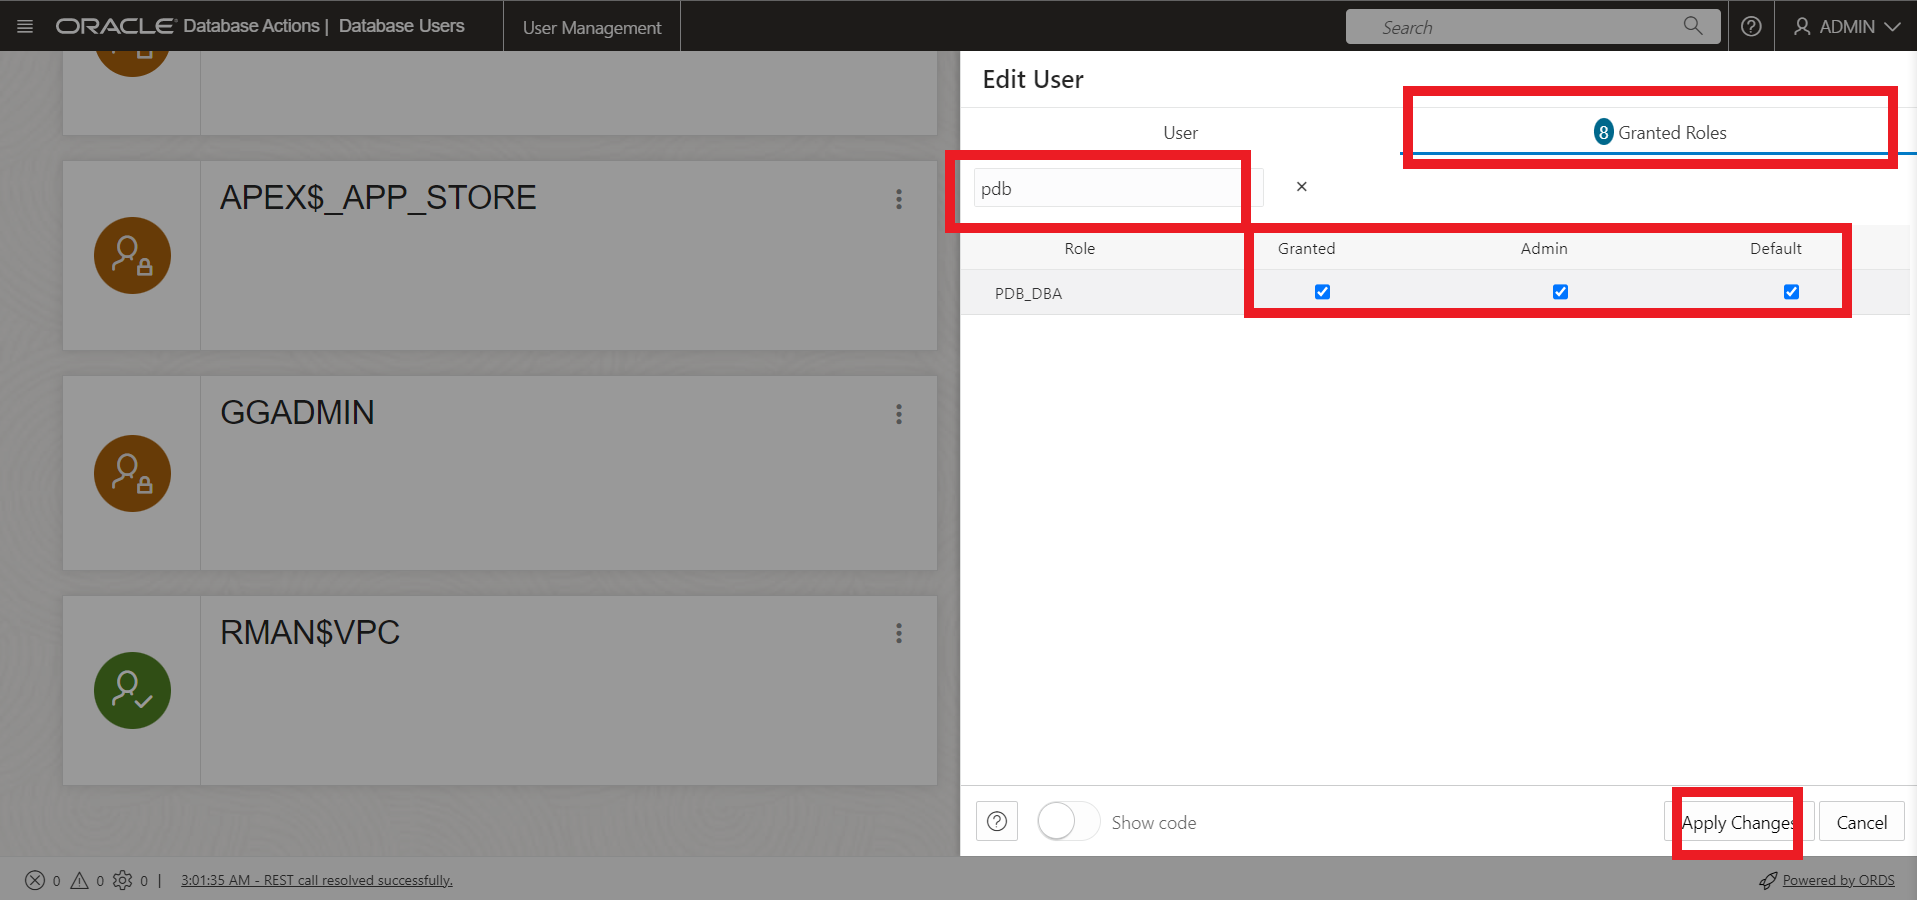 ORACLE Database Actions | Database Users
User Management
Search
ADMIN
APEX$_APP_STORE
GGADMIN
RMAN$VPC
Edit User
User
8 Granted Roles
pdb
Role Granted Admin Default
PDB_DBA
Show code
Apply Changes
Cancel
0 0 0 | 3:01:35 AM - REST call resolved successfully.
Powered by ORDS